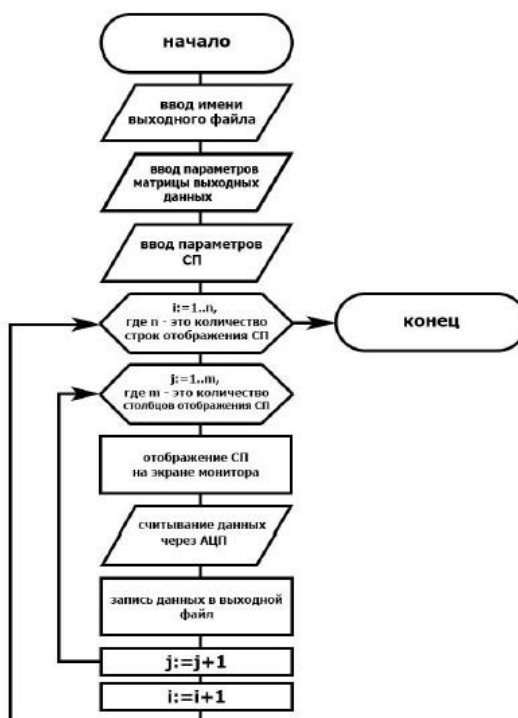 начало
ввод имени
выходного файла
ввод параметров
матрицы выходных
данных
ввод параметров
СП
i:=1..n,
где n - это количество
строк отображения СП
конец
j:=1..m,
где m - это количество
столбцов отображения СП
отображение СП
на экране монитора
считывание данных
через АЦП
запись данных в выходной
файл
j:=j+1
i:=i+1